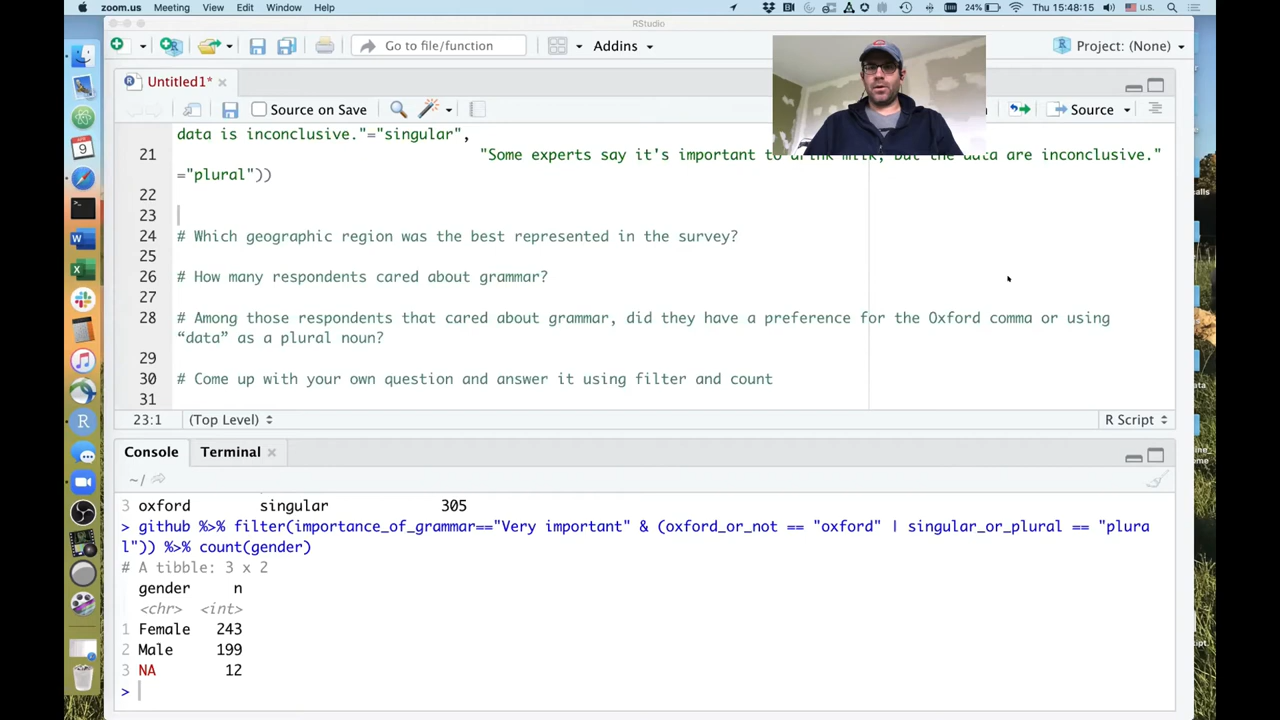 zoom.us Meeting View Edit Window Help 24% Thu 15:48:15 U.S.
RStudio
Go to file/function Addins Project: (None)
Untitled1*
Source on Save Source
data is inconclusive."="singular",
21 "Some experts say it's important to drink milk, but the data are inconclusive."
="plural"))
22
23
24 # Which geographic region was the best represented in the survey?
25
26 # How many respondents cared about grammar?
27
28 # Among those respondents that cared about grammar, did they have a preference for the Oxford comma or using
“data” as a plural noun?
29
30 # Come up with your own question and answer it using filter and count
31
23:1 (Top Level) R Script
Console Terminal
~/
3 oxford singular 305
> github %>% filter(importance_of_grammar=="Very important" & (oxford_or_not == "oxford" | singular_or_plural == "plura
l")) %>% count(gender)
# A tibble: 3 x 2
gender n
<chr> <int>
1 Female 243
2 Male 199
3 NA 12
>